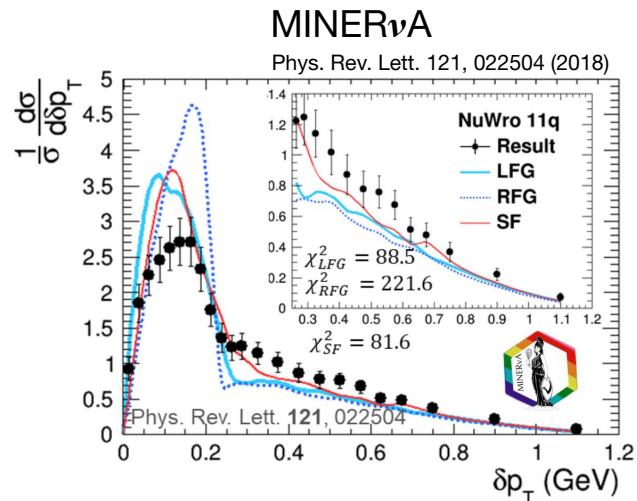 MINERνA
Phys. Rev. Lett. 121, 022504 (2018)
1/σ dσ/dδp_T
5
4.5
4
3.5
3
2.5
2
1.5
1
0.5
0
1.4
1.2
1
0.8
0.6
0.4
0.2
0
NuWro 11q
Result
LFG
RFG
SF
χ²_LFG = 88.5
χ²_RFG = 221.6
0.3 0.4 0.5 0.6 0.7 0.8 0.9 1 1.1 1.2
χ²_SF = 81.6
MINERνA
Phys. Rev. Lett. 121, 022504
0 0.2 0.4 0.6 0.8 1 1.2
δp_T (GeV)